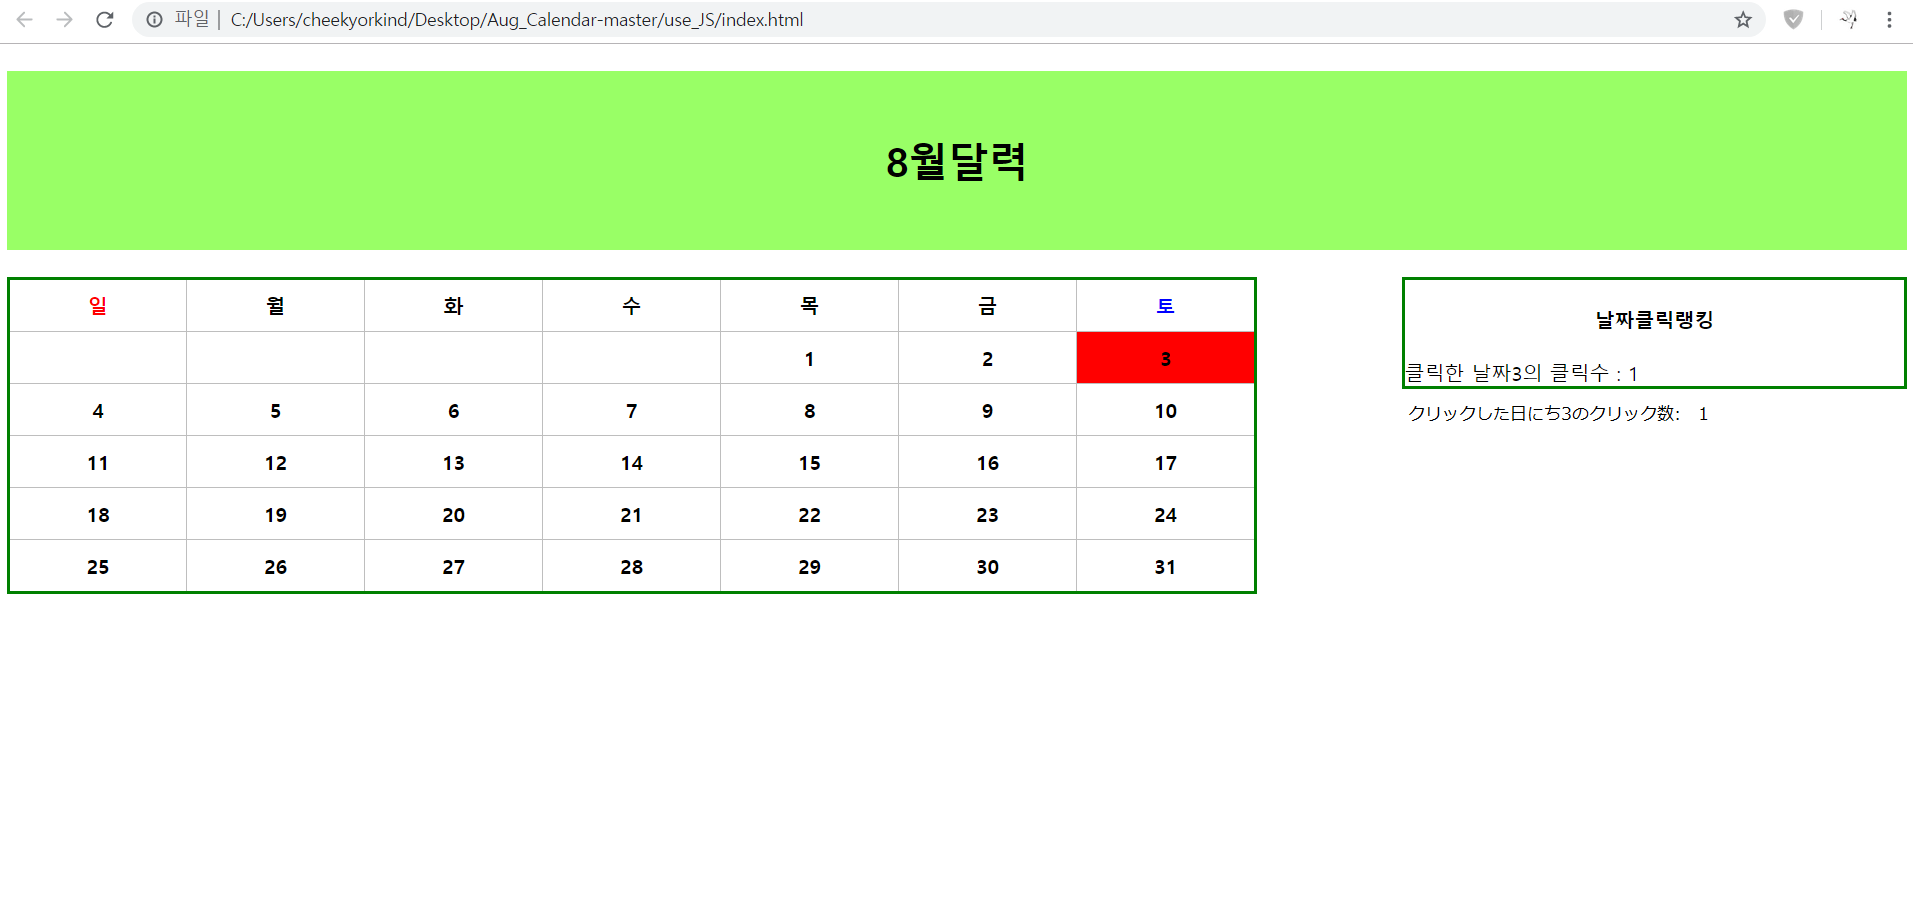 파일 | C:/Users/cheekyorkind/Desktop/Aug_Calendar-master/use_JS/index.html
8월달력
일 월 화 수 목 금 토
1 2 3
4 5 6 7 8 9 10
11 12 13 14 15 16 17
18 19 20 21 22 23 24
25 26 27 28 29 30 31
날짜클릭랭킹
클릭한 날짜3의 클릭수 : 1
クリックした日にち3のクリック数: 1